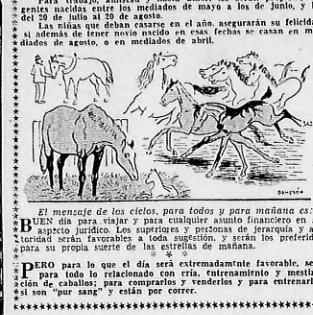 Para trabajo, amistad y
gentes nacidas entre los mediados de mayo a los de junio, y
del 20 de julio al 20 de agosto.
Las niñas que deban casarse en el año, asegurarán su felicida
si además de tener novio nacido en esas fechas se casan en m
diados de agosto, o en mediados de abril.
El mensaje de los cielos, para todos y para mañana es:
BUEN día para viajar y para cualquier asunto financiero en
aspecto jurídico. Los superiores y personas de jerarquía y a
toridad serán favorables a toda sugestión, y serán los preferid
para su propia suerte de las estrellas de mañana.
PERO para lo que el día será extremadamente favorable, se
para todo lo relacionado con cría, entrenamiento y mestiz
ción de caballos; para comprarlos y venderlos y para entrenarl
si son "pur sang" y están por correr.